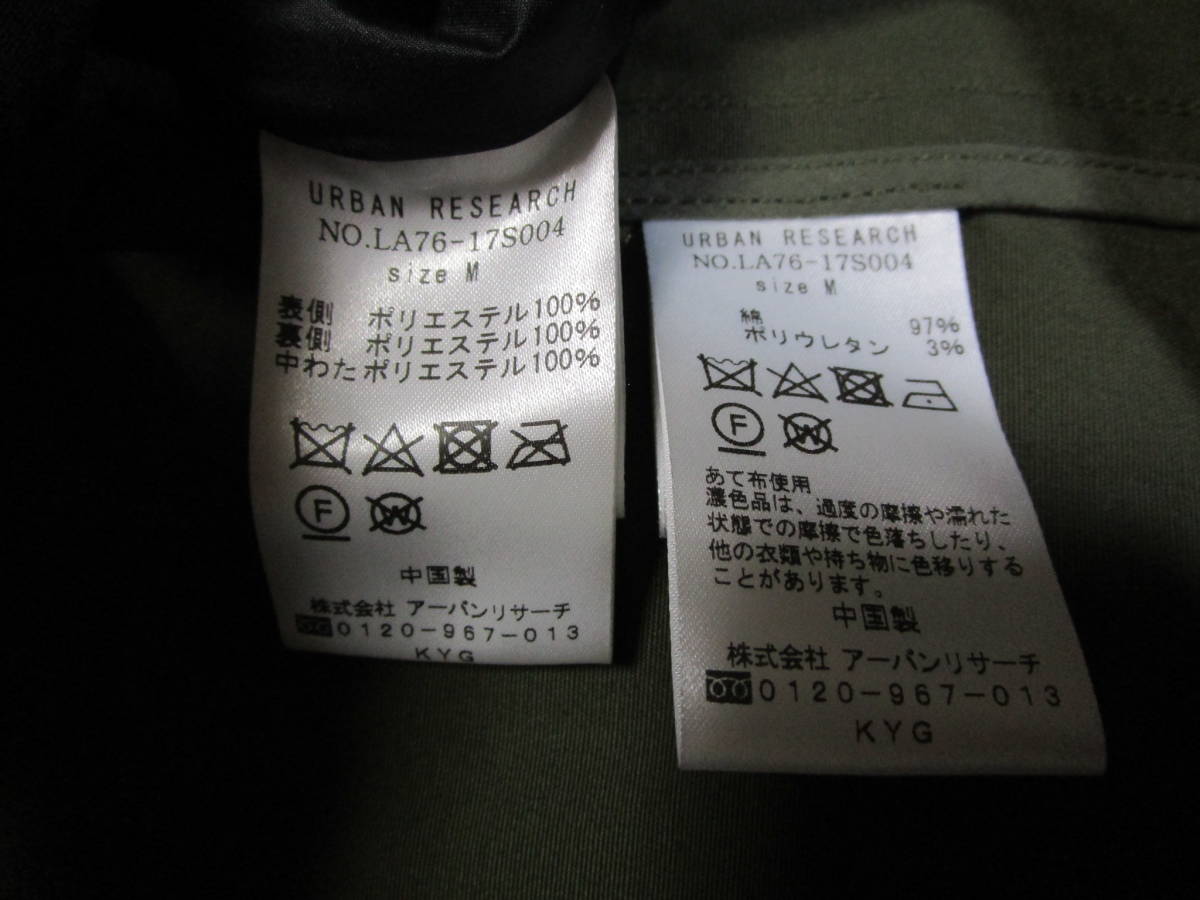 URBAN RESEARCH
NO.LA76-17S004
size M
表側 ポリエステル100%
裏側 ポリエステル100%
中わた ポリエステル100%
F
W
中国製
株式会社 アーバンリサーチ
0120-967-013
KYG
URBAN RESEARCH
NO.LA76-17S004
size M
綿 97%
ポリウレタン 3%
F
W
あて布使用
濃色品は、過度の摩擦や濡れた
状態での摩擦で色落ちしたり、
他の衣類や持ち物に色移りする
ことがあります。
中国製
株式会社 アーバンリサーチ
0120-967-013
KYG